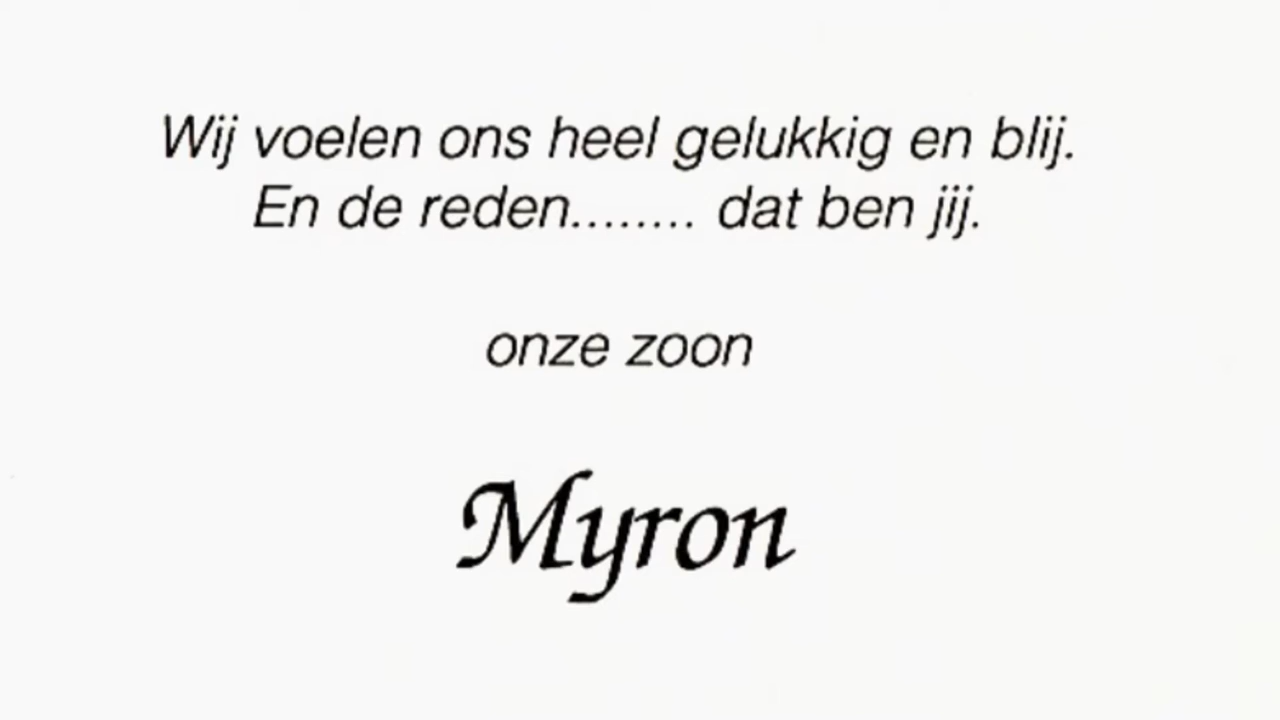 Wij voelen ons heel gelukkig en blij.
En de reden........ dat ben jij.
onze zoon
Myron